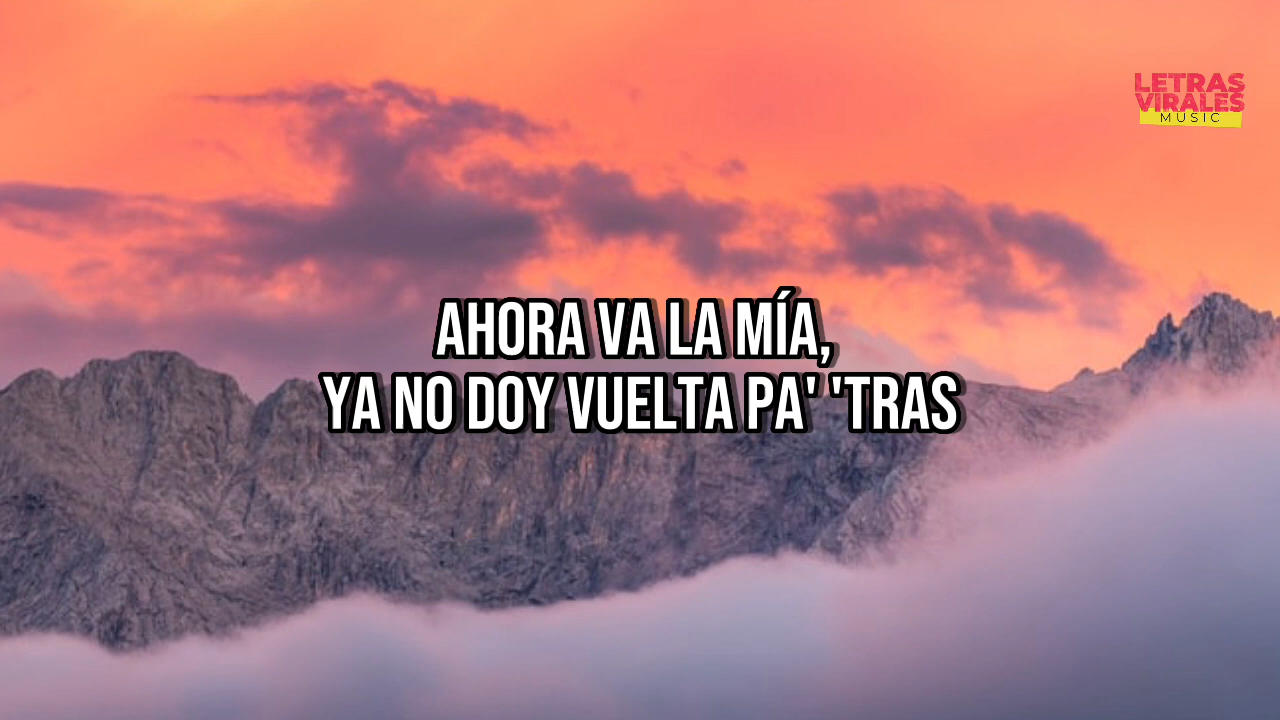 LETRAS
VIRALES
MUSIC
AHORA VA LA MÍA,
YA NO DOY VUELTA PA' 'TRAS